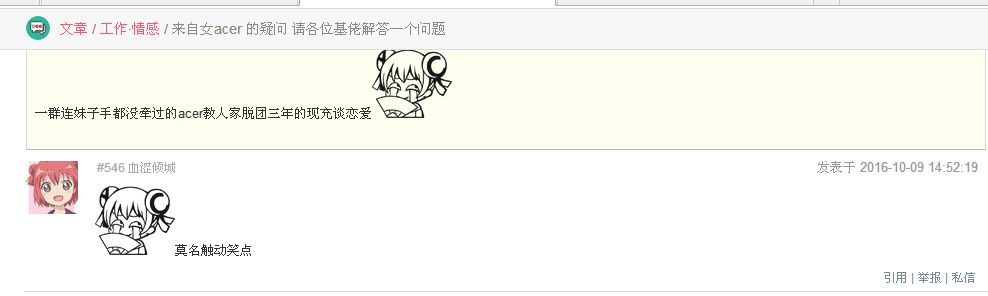 文章 / 工作·情感 / 来自女acer 的疑问 请各位基佬解答一个问题
一群连妹子手都没牵过的acer教人家脱团三年的现充谈恋爱
#546 血涩倾城
发表于 2016-10-09 14:52:19
莫名触动笑点
引用 | 举报 | 私信